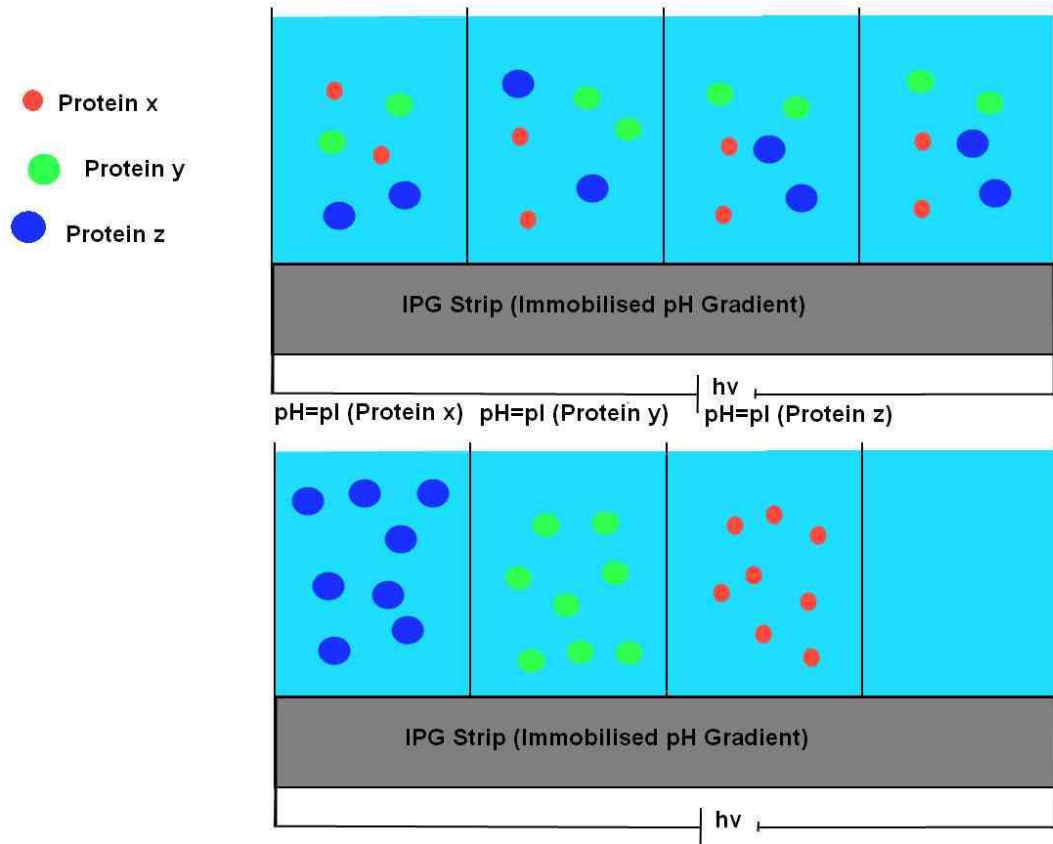 Protein x
Protein y
Protein z
IPG Strip (Immobilised pH Gradient)
hv
pH=pI (Protein x) pH=pI (Protein y) pH=pI (Protein z)
IPG Strip (Immobilised pH Gradient)
hv